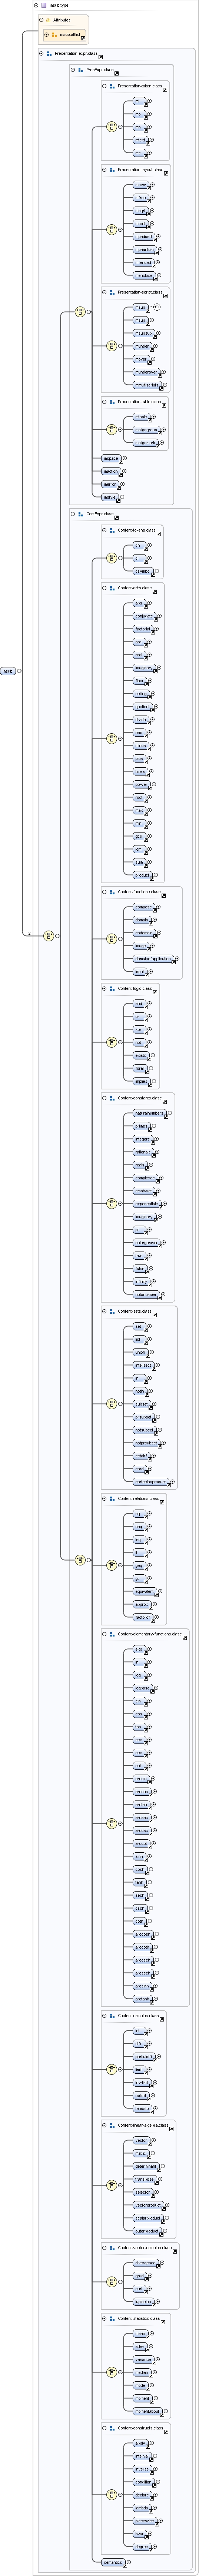 msub.type
Attributes
msub.attlist
Presentation-expr.class
PresExpr.class
Presentation-token.class
mi
mo
mn
mtext
ms
Presentation-layout.class
mrow
mfrac
msqrt
mroot
mpadded
mphantom
mfenced
menclose
Presentation-script.class
msub
msup
msubsup
munder
mover
munderover
mmultiscripts
Presentation-table.class
mtable
maligngroup
malignmark
mspace
maction
merror
mstyle
ContExpr.class
Content-tokens.class
cn
ci
csymbol
Content-arith.class
abs
conjugate
factorial
arg
real
imaginary
floor
ceiling
quotient
divide
rem
minus
plus
times
power
root
max
min
gcd
lcm
sum
product
msub
Content-functions.class
compose
domain
codomain
image
domainofapplication
ident
2
Content-logic.class
and
or
xor
not
exists
forall
implies
Content-constants.class
naturalnumbers
primes
integers
rationals
reals
complexes
emptyset
exponentiale
imaginaryi
pi
eulergamma
true
false
infinity
notanumber
Content-sets.class
set
list
union
intersect
in
notin
subset
prsubset
notsubset
notprsubset
setdiff
card
cartesianproduct
Content-relations.class
eq
neq
leq
lt
geq
gt
equivalent
approx
factorof
Content-elementary-functions.class
exp
ln
log
logbase
sin
cos
tan
sec
csc
cot
arcsin
arccos
arctan
arcsec
arccsc
arccot
sinh
cosh
tanh
sech
csch
coth
arccosh
arccoth
arccsch
arcsech
arcsinh
arctanh
Content-calculus.class
int
diff
partialdiff
limit
lowlimit
uplimit
tendsto
Content-linear-algebra.class
vector
matrix
determinant
transpose
selector
vectorproduct
scalarproduct
outerproduct
Content-vector-calculus.class
divergence
grad
curl
laplacian
Content-statistics.class
mean
sdev
variance
median
mode
moment
momentabout
Content-constructs.class
apply
interval
inverse
condition
declare
lambda
piecewise
bvar
degree
semantics